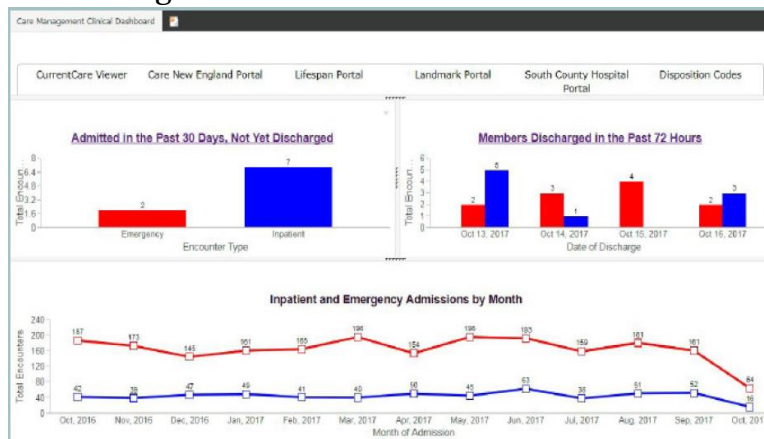 Care Management Clinical Dashboard
CurrentCare Viewer Care New England Portal Lifespan Portal Landmark Portal South County Hospital Disposition Codes
Portal
Admitted in the Past 30 Days, Not Yet Discharged
Total Encoun...
8
6.4
4.8
3.2
1.6
0
2
7
Emergency Inpatient
Encounter Type
Members Discharged in the Past 72 Hours
Total Encoun...
6
5
4
3
2
1
0
2 5 3 1 4 2 3
Oct 13, 2017 Oct 14, 2017 Oct 15, 2017 Oct 16, 2017
Date of Discharge
Inpatient and Emergency Admissions by Month
Total Encounters
240
200
160
120
80
40
0
187 173 145 161 165 196 154 196 193 159 181 161 64
42 39 47 49 41 40 45 53 38 51 52 16
Oct, 2016 Nov, 2016 Dec, 2016 Jan, 2017 Feb, 2017 Mar, 2017 Apr, 2017 May, 2017 Jun, 2017 Jul, 2017 Aug, 2017 Sep, 2017 Oct, 201
Month of Admission